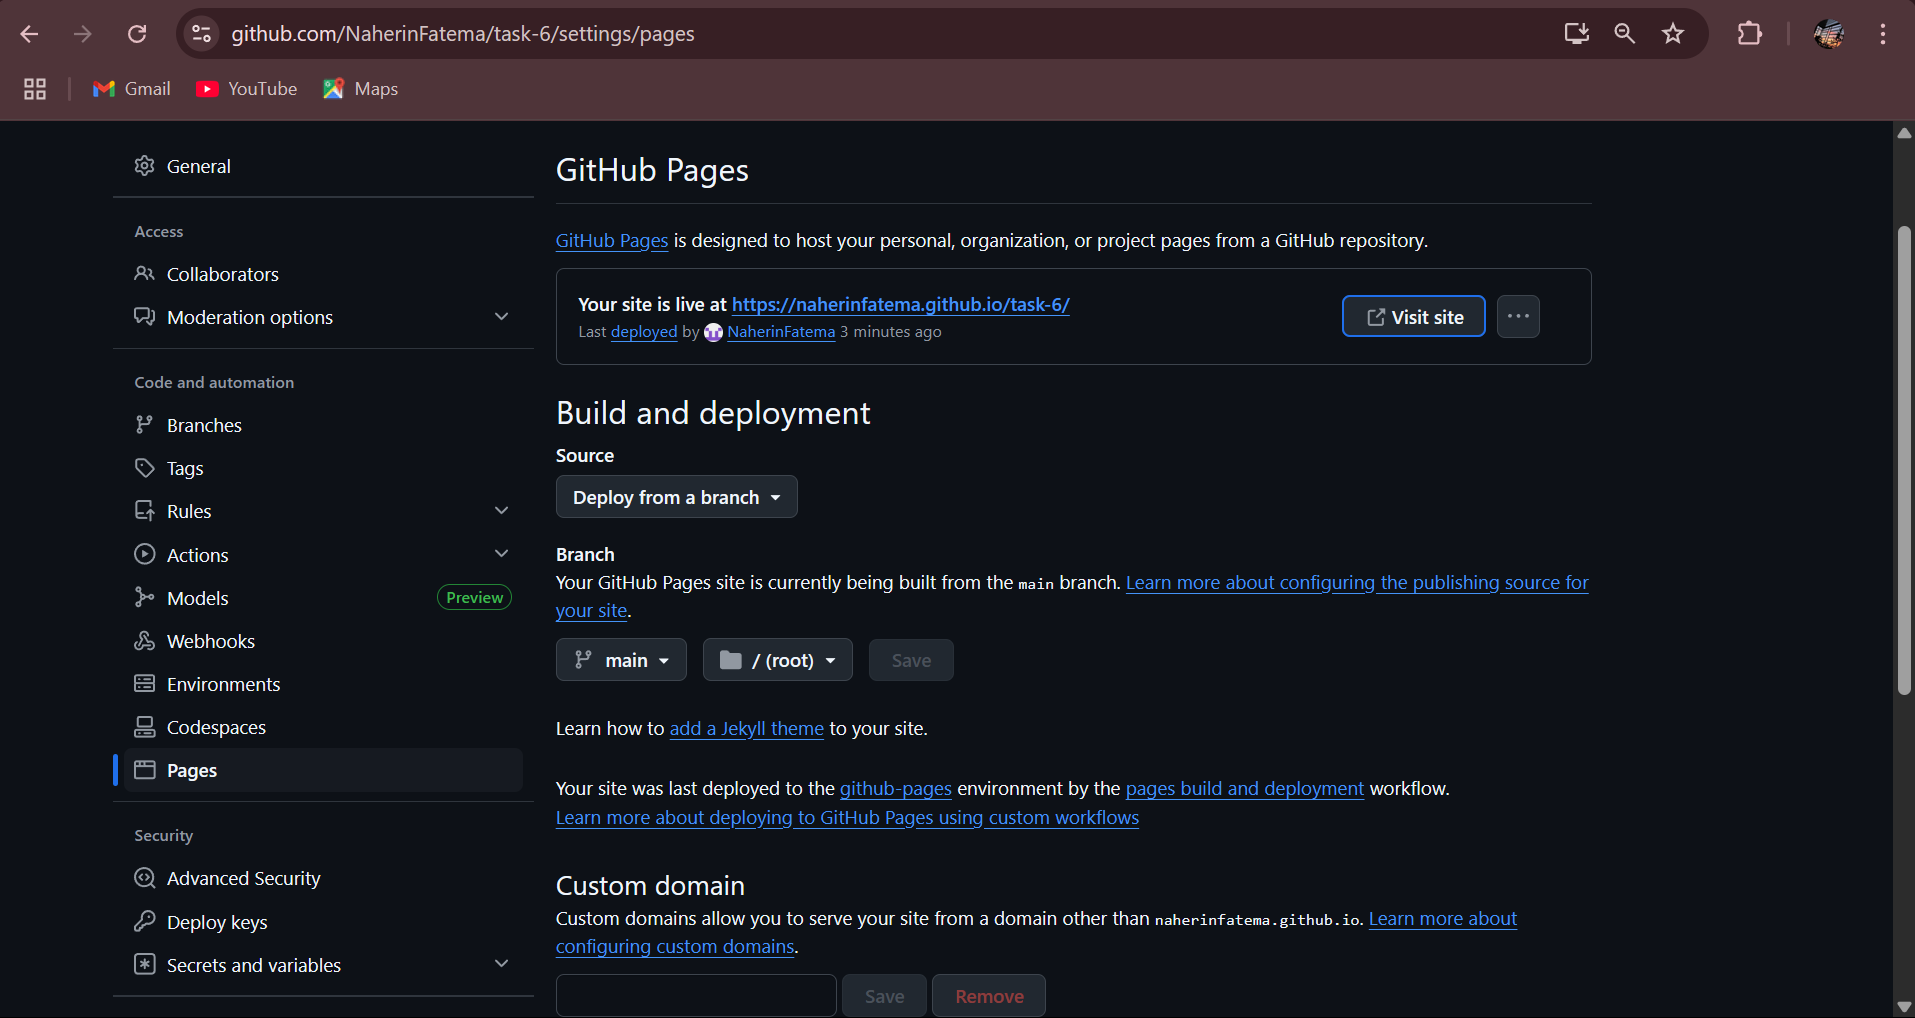 github.com/NaherinFatema/task-6/settings/pages
Gmail
YouTube
Maps
General
Access
Collaborators
Moderation options
Code and automation
Branches
Tags
Rules
Actions
Models
Preview
Webhooks
Environments
Codespaces
Pages
Security
Advanced Security
Deploy keys
Secrets and variables
GitHub Pages
GitHub Pages is designed to host your personal, organization, or project pages from a GitHub repository.
Your site is live at https://naherinfatema.github.io/task-6/
Last deployed by NaherinFatema 3 minutes ago
Visit site
Build and deployment
Source
Deploy from a branch
Branch
Your GitHub Pages site is currently being built from the main branch. Learn more about configuring the publishing source for
your site.
main
/ (root)
Save
Learn how to add a Jekyll theme to your site.
Your site was last deployed to the github-pages environment by the pages build and deployment workflow.
Learn more about deploying to GitHub Pages using custom workflows
Custom domain
Custom domains allow you to serve your site from a domain other than naherinfatema.github.io. Learn more about
configuring custom domains.
Save
Remove